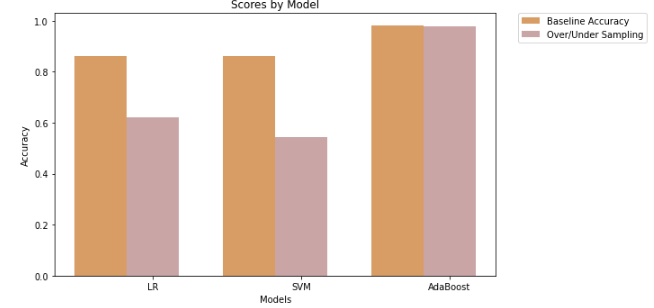 Scores by Model
Baseline Accuracy
Over/Under Sampling
1.0
0.8
0.6
0.4
0.2
0.0
Accuracy
LR
SVM
AdaBoost
Models